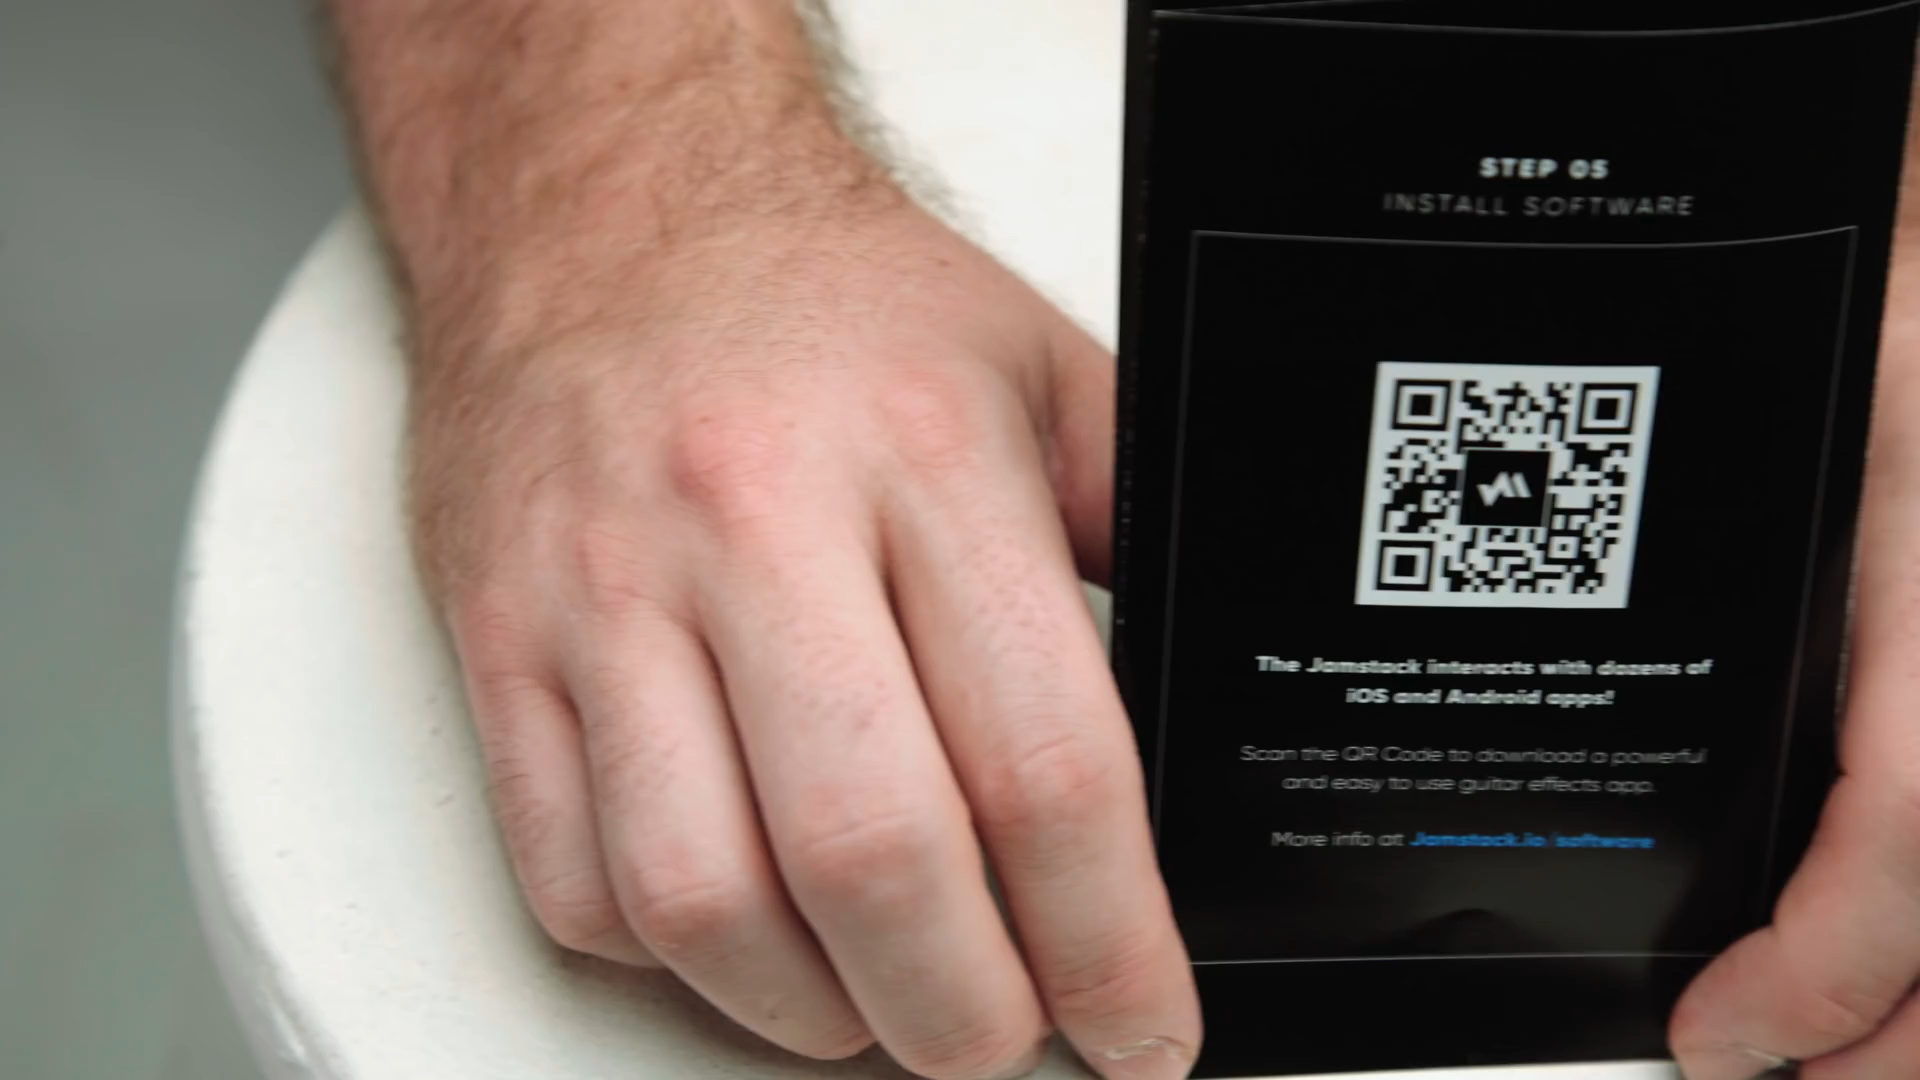 STEP 05
INSTALL SOFTWARE
The Jamstack interacts with dozens of
iOS and Android apps!
Scan the QR Code to download a powerful
and easy to use guitar effects app.
More info at Jamstack.io/software